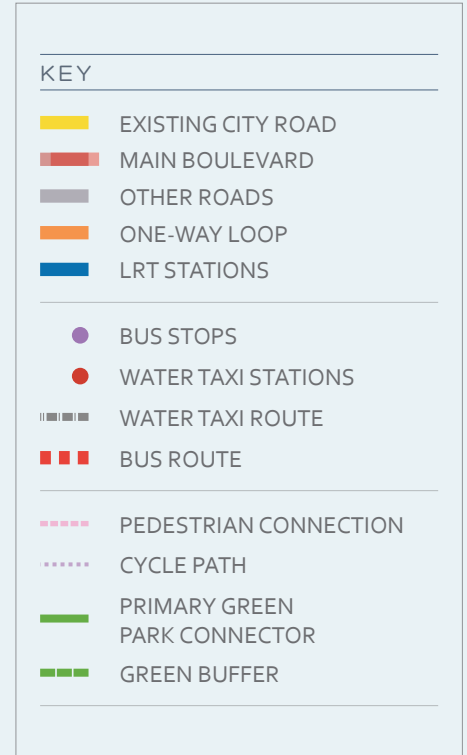 KEY
EXISTING CITY ROAD
MAIN BOULEVARD
OTHER ROADS
ONE-WAY LOOP
LRT STATIONS
BUS STOPS
WATER TAXI STATIONS
WATER TAXI ROUTE
BUS ROUTE
PEDESTRIAN CONNECTION
CYCLE PATH
PRIMARY GREEN
PARK CONNECTOR
GREEN BUFFER